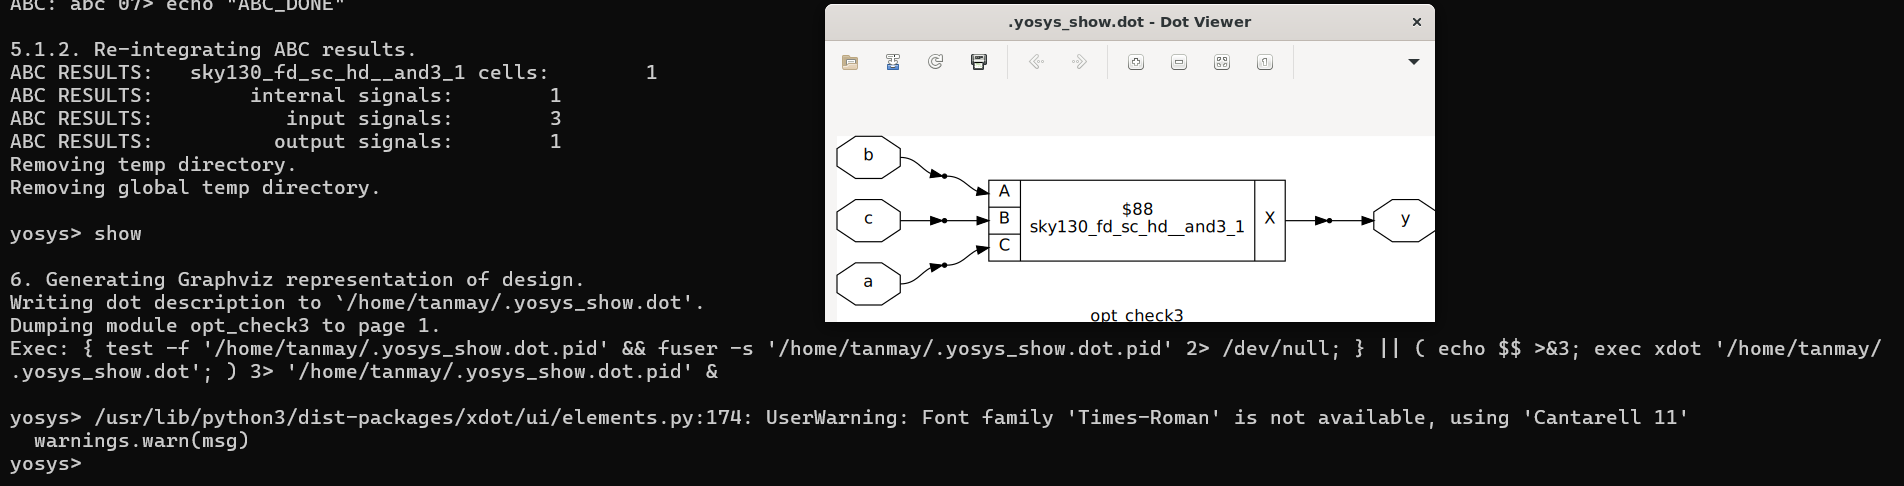 ABC: abc 07> echo "ABC_DONE"
5.1.2. Re-integrating ABC results.
ABC RESULTS:   sky130_fd_sc_hd__and3_1 cells:        1
ABC RESULTS:        internal signals:        1
ABC RESULTS:           input signals:        3
ABC RESULTS:          output signals:        1
Removing temp directory.
Removing global temp directory.
yosys> show
6. Generating Graphviz representation of design.
Writing dot description to `/home/tanmay/.yosys_show.dot'.
Dumping module opt_check3 to page 1.
Exec: { test -f '/home/tanmay/.yosys_show.dot.pid' && fuser -s '/home/tanmay/.yosys_show.dot.pid' 2> /dev/null; } || ( echo $$ >&3; exec xdot '/home/tanmay/
.yosys_show.dot'; ) 3> '/home/tanmay/.yosys_show.dot.pid' &
yosys> /usr/lib/python3/dist-packages/xdot/ui/elements.py:174: UserWarning: Font family 'Times-Roman' is not available, using 'Cantarell 11'
  warnings.warn(msg)
yosys>
.yosys_show.dot - Dot Viewer
b
c
a
A
B
C
$88
sky130_fd_sc_hd__and3_1
X
y
opt_check3